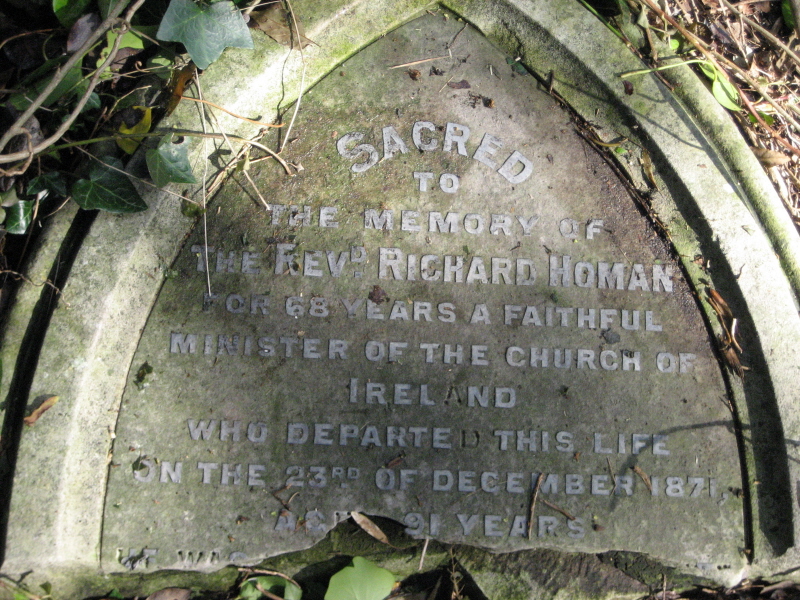 SACRED
TO
THE MEMORY OF
THE REVD. RICHARD HOMAN
FOR 68 YEARS A FAITHFUL
MINISTER OF THE CHURCH OF
IRELAND
WHO DEPARTED THIS LIFE
ON THE 23RD OF DECEMBER 1871,
91 YEARS
WAS